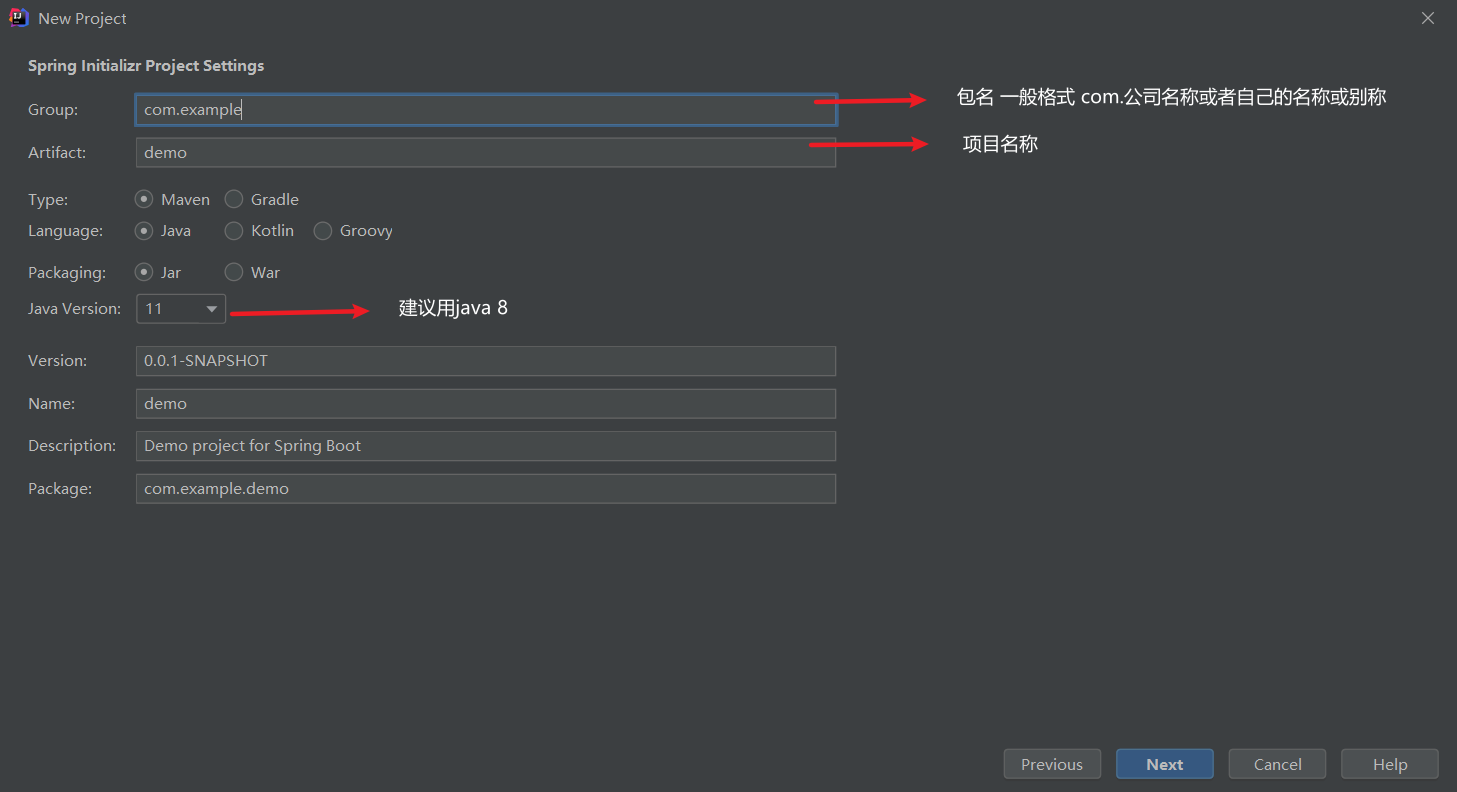 New Project
Spring Initializr Project Settings
Group: com.example 包名 一般格式 com.公司名称或者自己的名称或别称
Artifact: demo 项目名称
Type: Maven Gradle
Language: Java Kotlin Groovy
Packaging: Jar War
Java Version: 11 建议用java 8
Version: 0.0.1-SNAPSHOT
Name: demo
Description: Demo project for Spring Boot
Package: com.example.demo
Previous Next Cancel Help